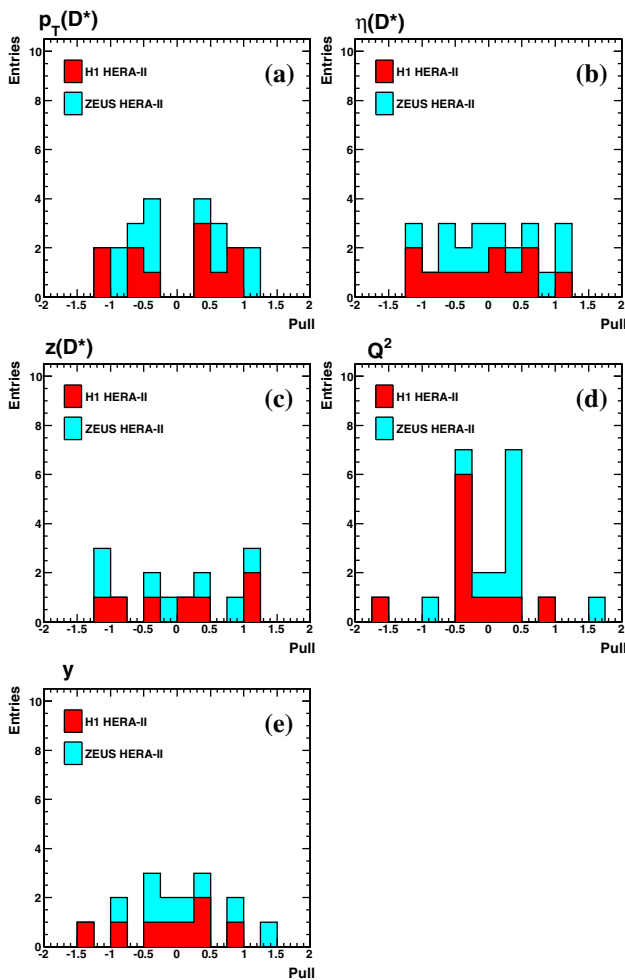 p_T(D*)
Entries
10
8
6
4
2
0
H1 HERA-II
ZEUS HERA-II
(a)
-2 -1.5 -1 -0.5 0 0.5 1 1.5 2
Pull
η(D*)
Entries
10
8
6
4
2
0
H1 HERA-II
ZEUS HERA-II
(b)
-2 -1.5 -1 -0.5 0 0.5 1 1.5 2
Pull
z(D*)
Entries
10
8
6
4
2
0
H1 HERA-II
ZEUS HERA-II
(c)
-2 -1.5 -1 -0.5 0 0.5 1 1.5 2
Pull
Q²
Entries
10
8
6
4
2
0
H1 HERA-II
ZEUS HERA-II
(d)
-2 -1.5 -1 -0.5 0 0.5 1 1.5 2
Pull
y
Entries
10
8
6
4
2
0
H1 HERA-II
ZEUS HERA-II
(e)
-2 -1.5 -1 -0.5 0 0.5 1 1.5 2
Pull